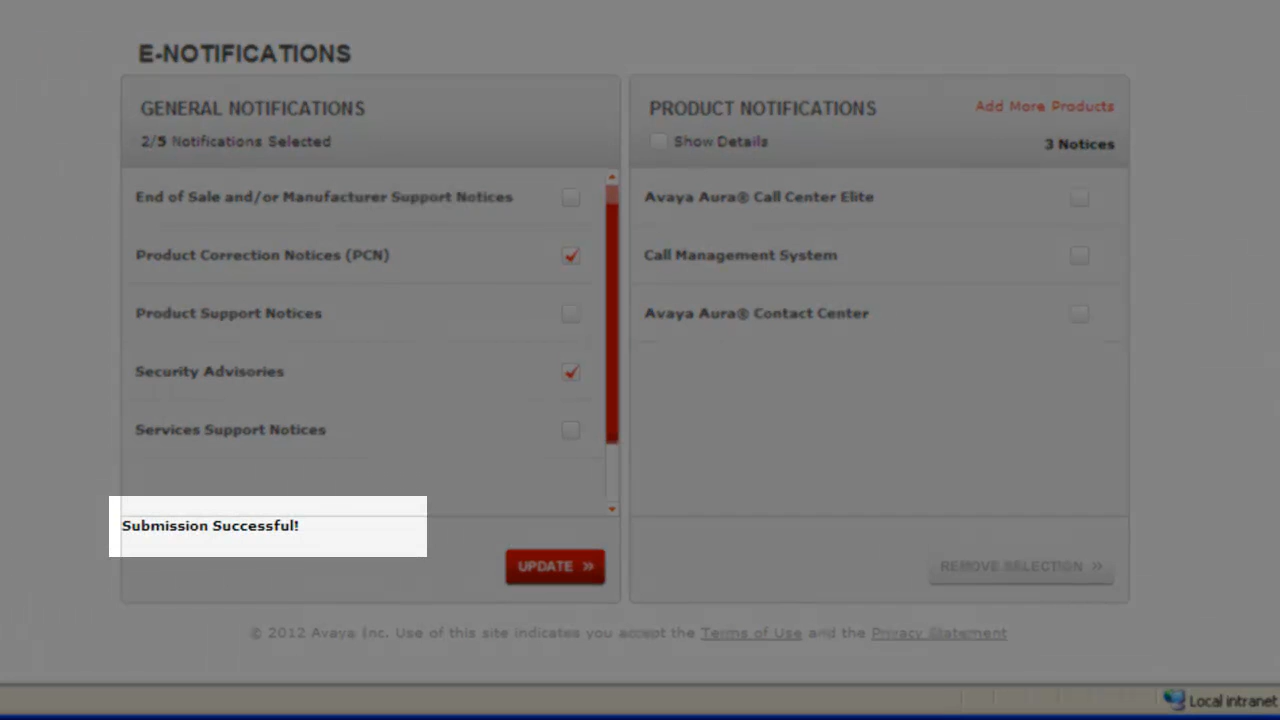 E-NOTIFICATIONS
GENERAL NOTIFICATIONS
2/5 Notifications Selected
End of Sale and/or Manufacturer Support Notices
Product Correction Notices (PCN)
Product Support Notices
Security Advisories
Services Support Notices
Submission Successful!
UPDATE »
PRODUCT NOTIFICATIONS
Add More Products
Show Details
3 Notices
Avaya Aura® Call Center Elite
Call Management System
Avaya Aura® Contact Center
REMOVE SELECTION »
© 2012 Avaya Inc. Use of this site indicates you accept the Terms of Use and the Privacy Statement
Local intranet